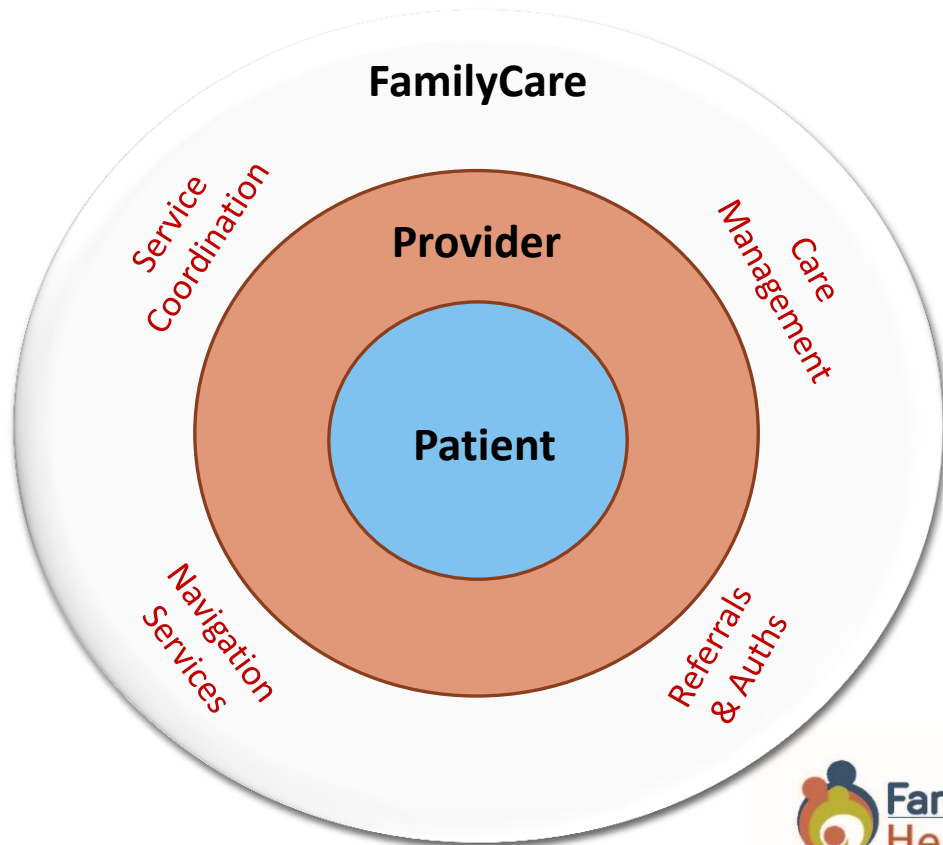 FamilyCare
Service
Coordination
Care
Management
Provider
Patient
Navigation
Services
Referrals
& Auths